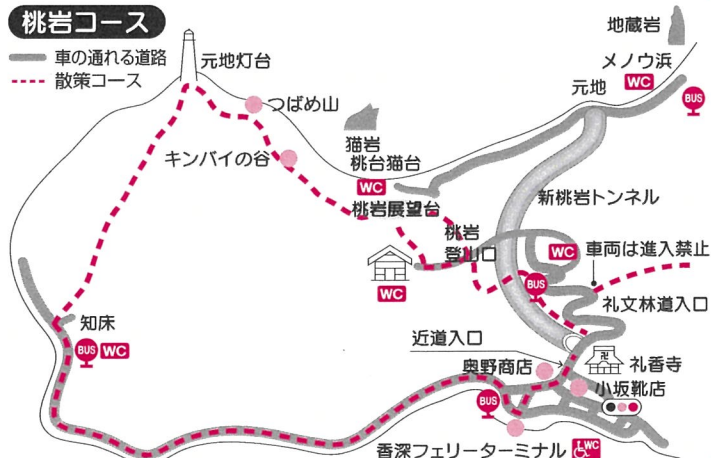 桃岩コース
車の通れる道路
散策コース
元地灯台
つばめ山
キンバイの谷
猫岩
桃台猫台
WC
桃岩展望台
地蔵岩
メノウ浜
WC
元地
BUS
新桃岩トンネル
桃岩
登山口
WC
WC
車両は進入禁止
BUS
礼文林道入口
知床
BUS WC
近道入口
卍
礼香寺
奥野商店
小坂靴店
BUS
香深フェリーターミナル
WC